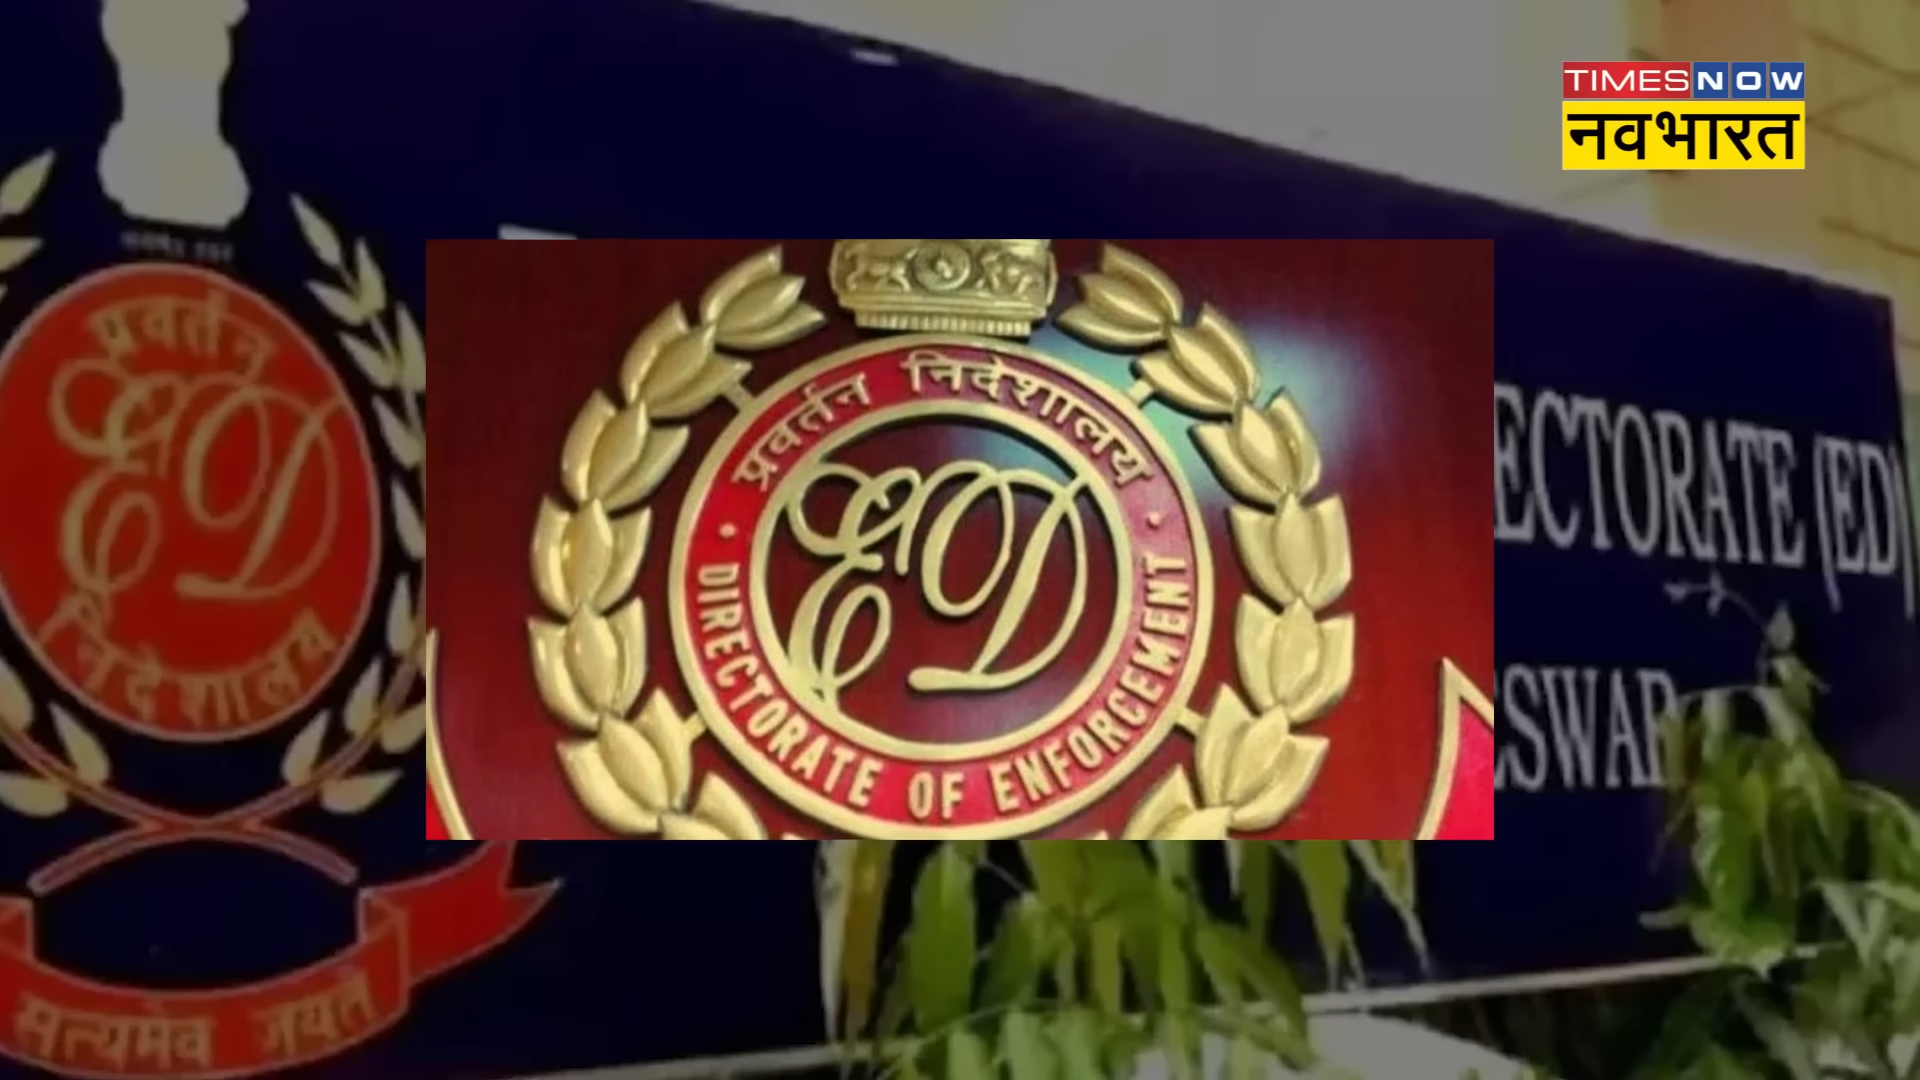 TIMES NOW
नवभारत
प्रवर्तन
ED
निदेशालय
सत्यमेव जयते
प्रवर्तन निदेशालय
ED
DIRECTORATE OF ENFORCEMENT
ECTORATE (ED)
ESWAR